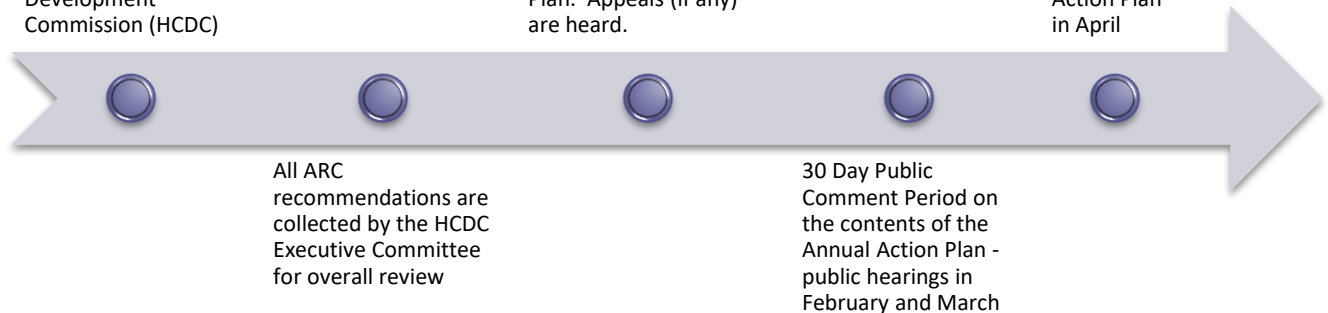 Development
Commission (HCDC)
Plan. Appeals (if any)
are heard.
Action Plan
in April
All ARC
recommendations are
collected by the HCDC
Executive Committee
for overall review
30 Day Public
Comment Period on
the contents of the
Annual Action Plan -
public hearings in
February and March